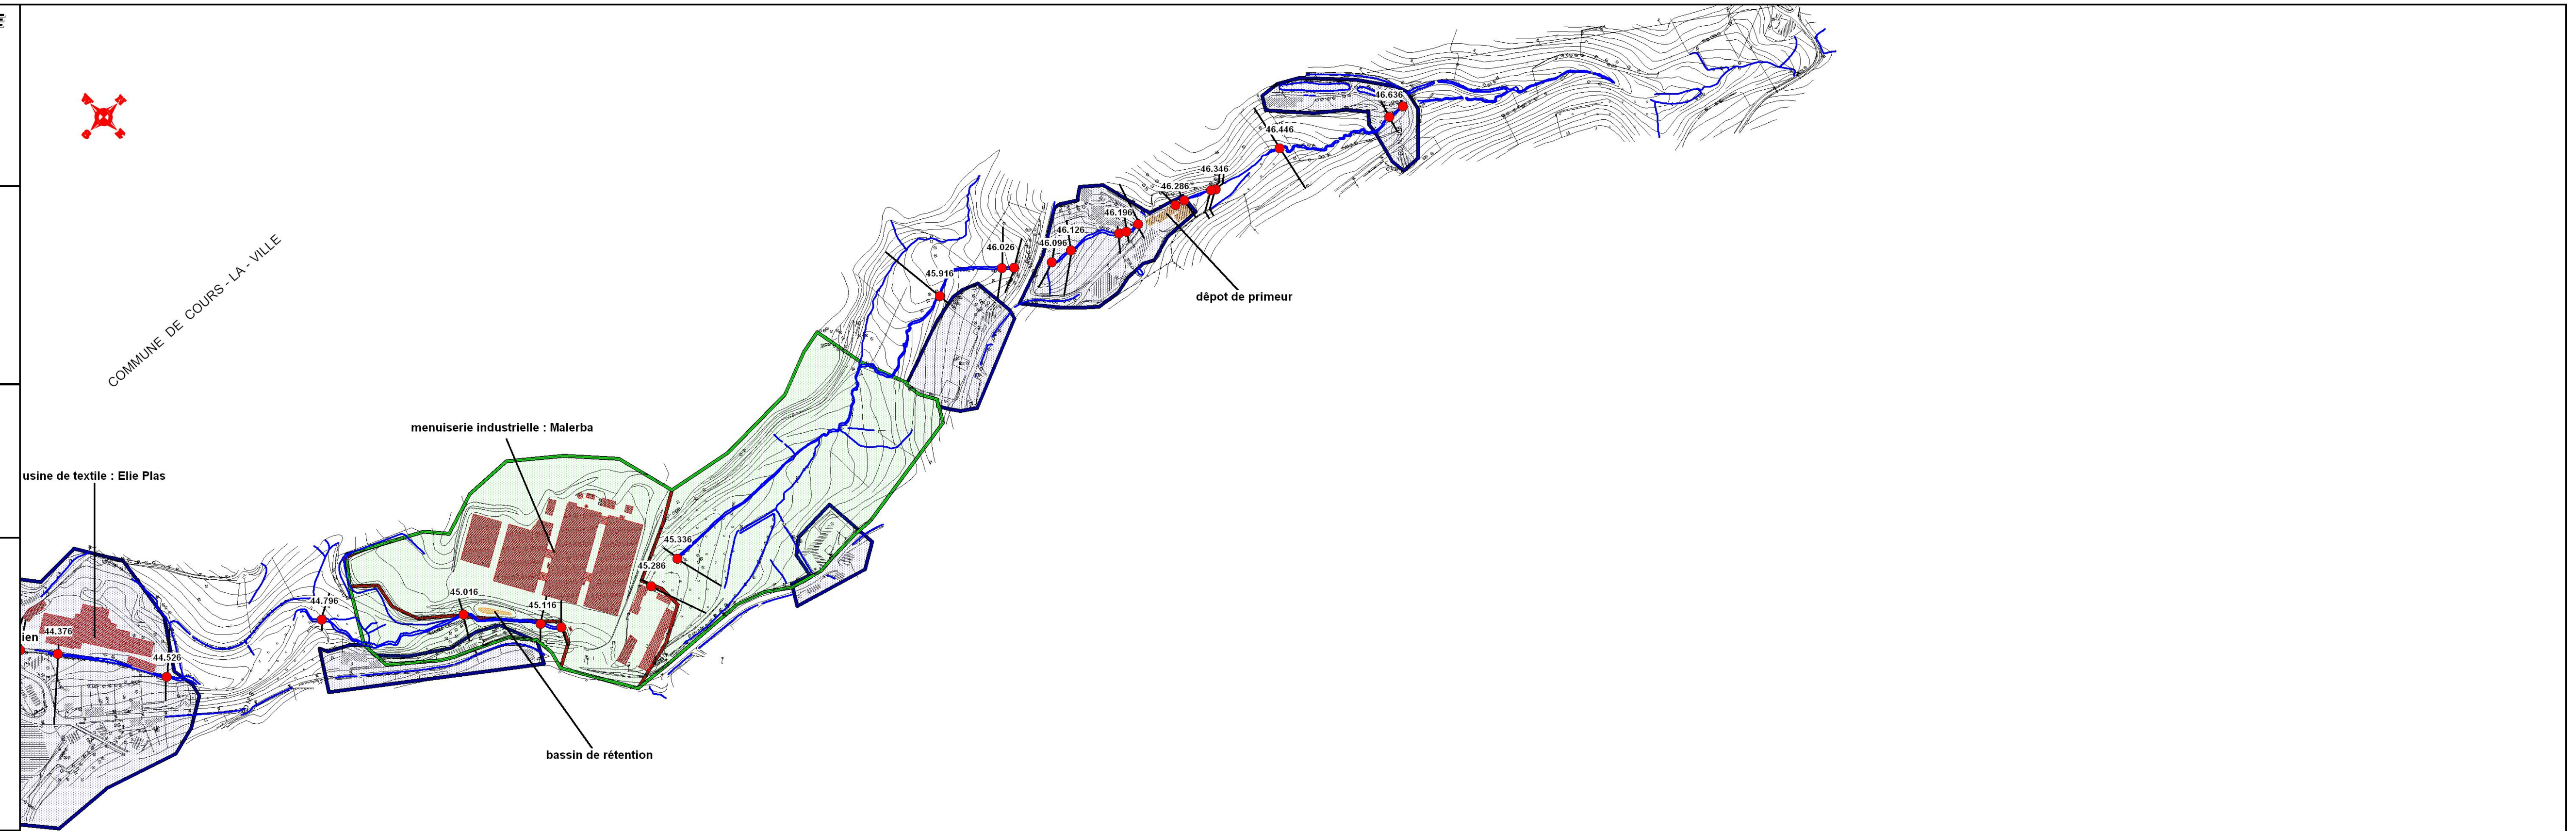 46.636
46.446
46.346
46.286
46.196
46.126
46.096
46.026
45.916
COMMUNE DE COURS - LA - VILLE
dêpot de primeur
menuiserie industrielle : Malerba
usine de textile : Elie Plas
45.336
45.286
45.016
45.116
44.796
ien
44.376
44.526
bassin de rétention